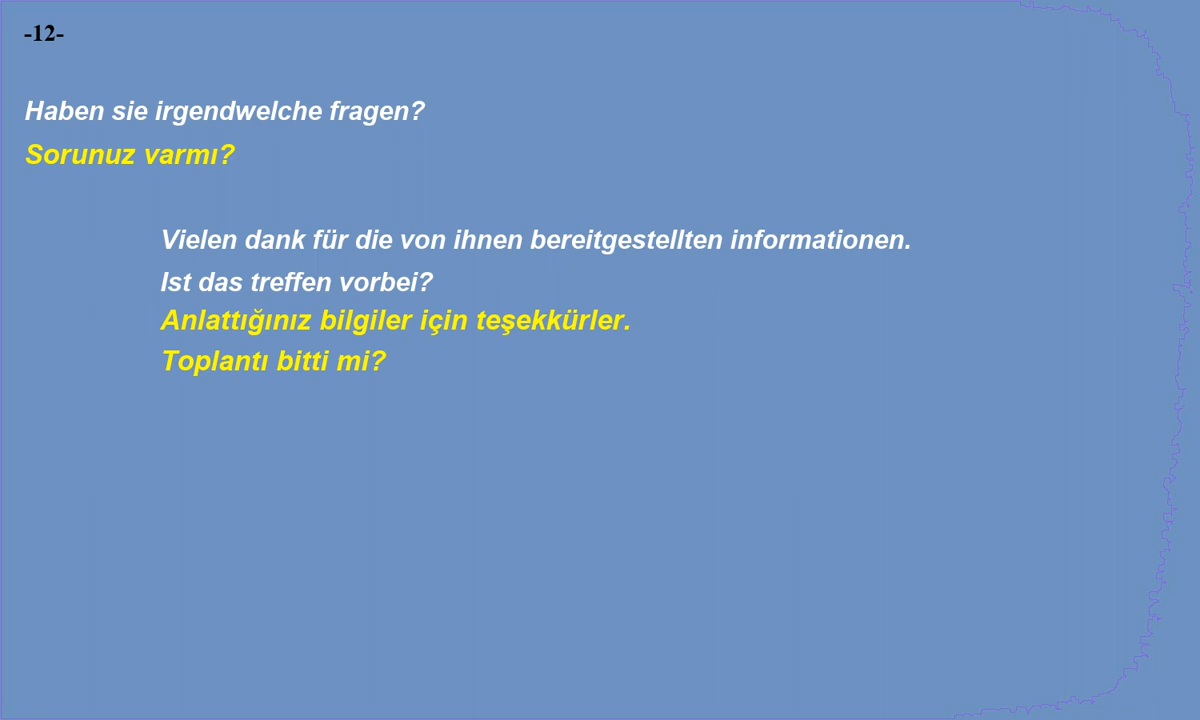 -12-
Haben sie irgendwelche fragen?
Sorunuz varmı?
Vielen dank für die von ihnen bereitgestellten informationen.
Ist das treffen vorbei?
Anlattığınız bilgiler için teşekkürler.
Toplantı bitti mi?